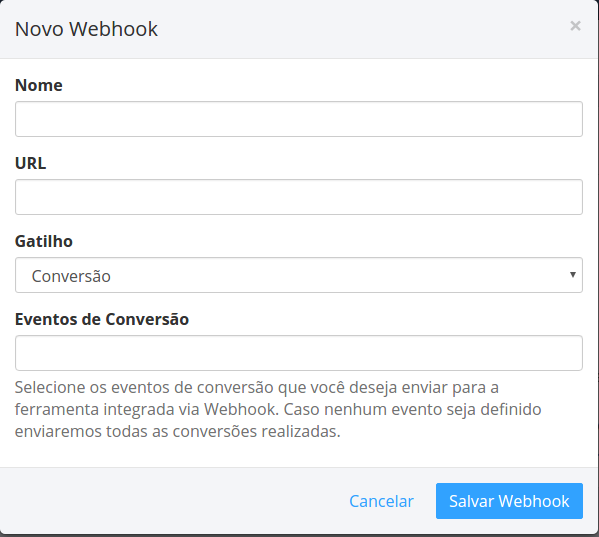 Novo Webhook ×
Nome
URL
Gatilho
Conversão
Eventos de Conversão
Selecione os eventos de conversão que você deseja enviar para a
ferramenta integrada via Webhook. Caso nenhum evento seja definido
enviaremos todas as conversões realizadas.
Cancelar Salvar Webhook